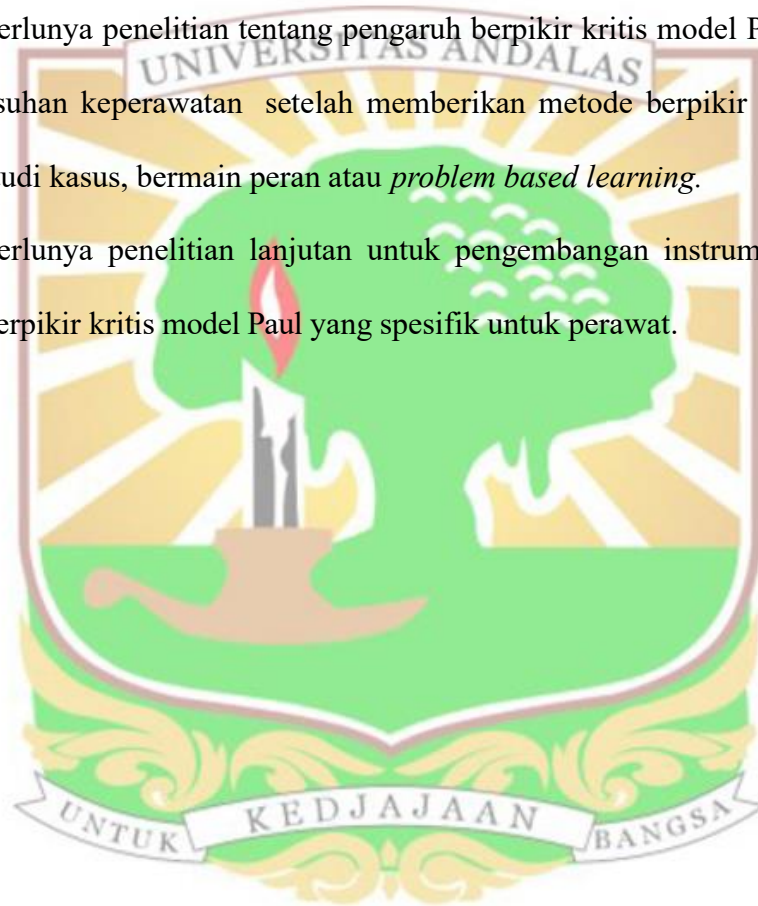 erlunya penelitian tentang pengaruh berpikir kritis model P
UNIVERSITAS ANDALAS
suhan keperawatan setelah memberikan metode berpikir
tudi kasus, bermain peran atau problem based learning.
erlunya penelitian lanjutan untuk pengembangan instrum
erpikir kritis model Paul yang spesifik untuk perawat.
UNTUK KEDJAJAAN BANGSA